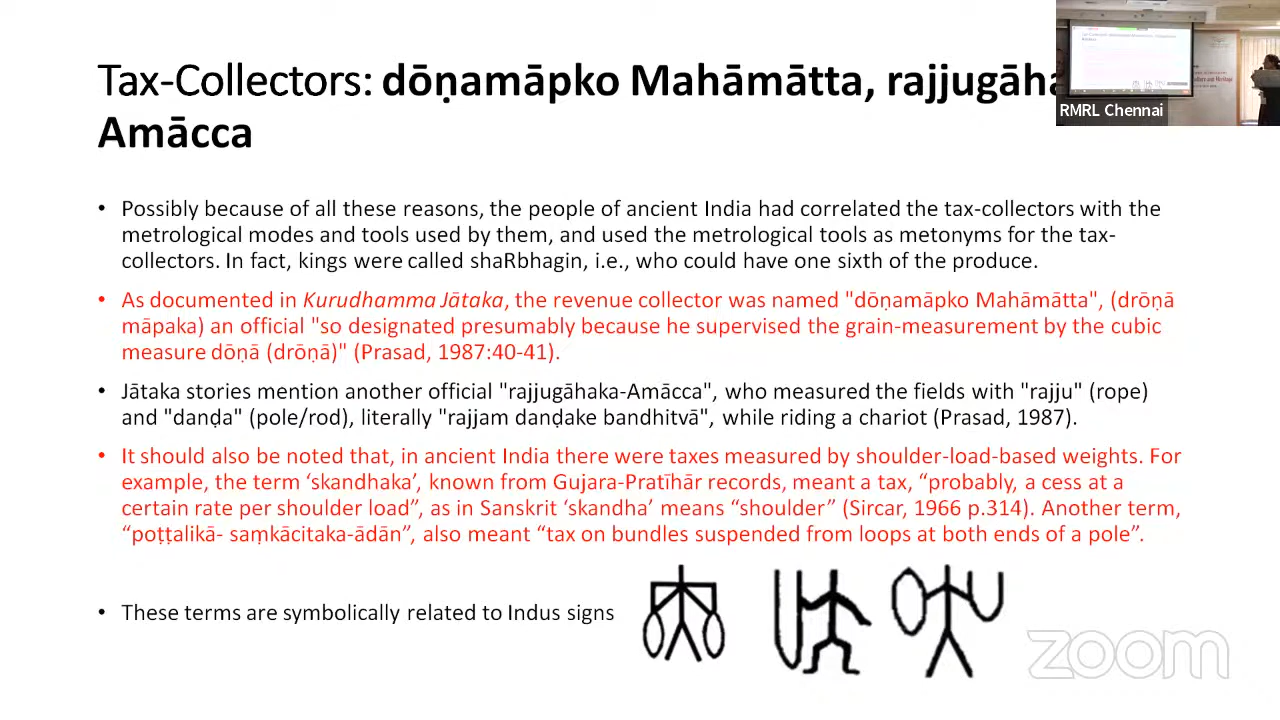 Tax-Collectors: dōṇamāpko Mahāmātta, rajjugāha
Amācca
RMRL Chennai
• Possibly because of all these reasons, the people of ancient India had correlated the tax-collectors with the
metrological modes and tools used by them, and used the metrological tools as metonyms for the tax-
collectors. In fact, kings were called shaRbhagin, i.e., who could have one sixth of the produce.
• As documented in Kurudhamma Jātaka, the revenue collector was named "dōṇamāpko Mahāmātta", (drōṇā
māpaka) an official "so designated presumably because he supervised the grain-measurement by the cubic
measure dōṇā (drōṇā)" (Prasad, 1987:40-41).
• Jātaka stories mention another official "rajjugāhaka-Amācca", who measured the fields with "rajju" (rope)
and "danḍa" (pole/rod), literally "rajjam danḍake bandhitvā", while riding a chariot (Prasad, 1987).
• It should also be noted that, in ancient India there were taxes measured by shoulder-load-based weights. For
example, the term ‘skandhaka’, known from Gujara-Pratīhār records, meant a tax, “probably, a cess at a
certain rate per shoulder load”, as in Sanskrit ‘skandha’ means “shoulder” (Sircar, 1966 p.314). Another term,
“poṭṭalikā- saṃkācitaka-ādān”, also meant “tax on bundles suspended from loops at both ends of a pole”.
• These terms are symbolically related to Indus signs
zoom